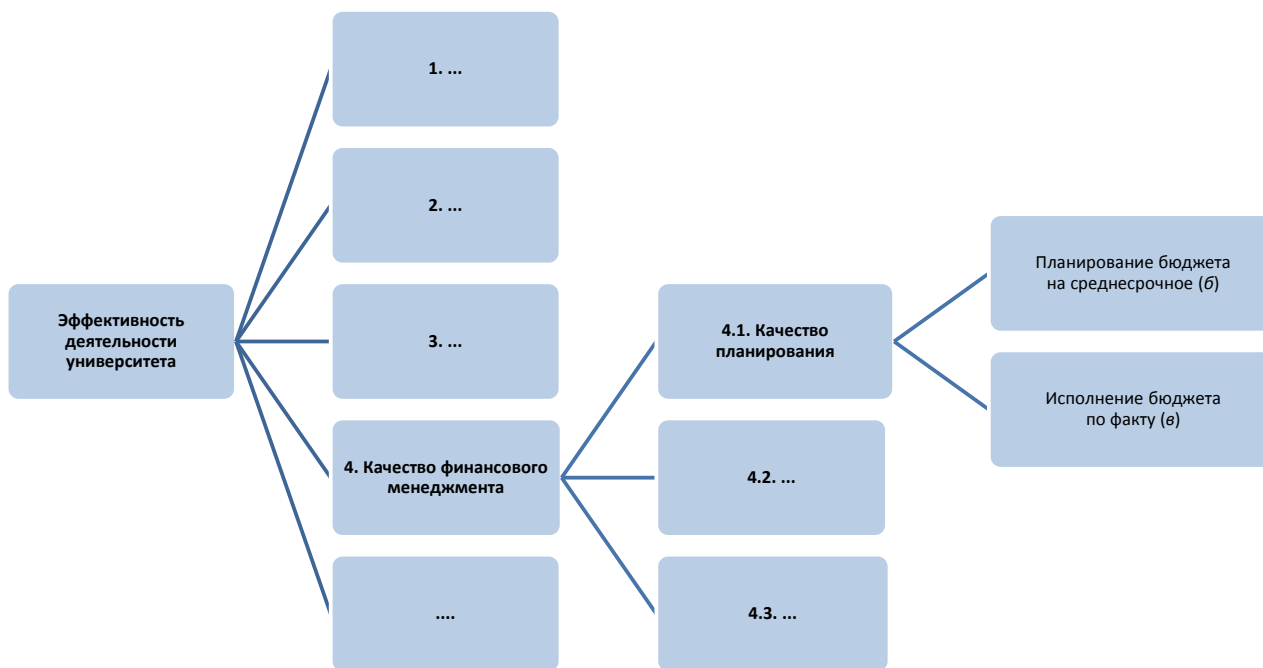 1. ...
2. ...
Эффективность
деятельности
университета
3. ...
4. Качество финансового
менеджмента
....
4.1. Качество
планирования
4.2. ...
4.3. ...
Планирование бюджета
на среднесрочное (б)
Исполнение бюджета
по факту (в)